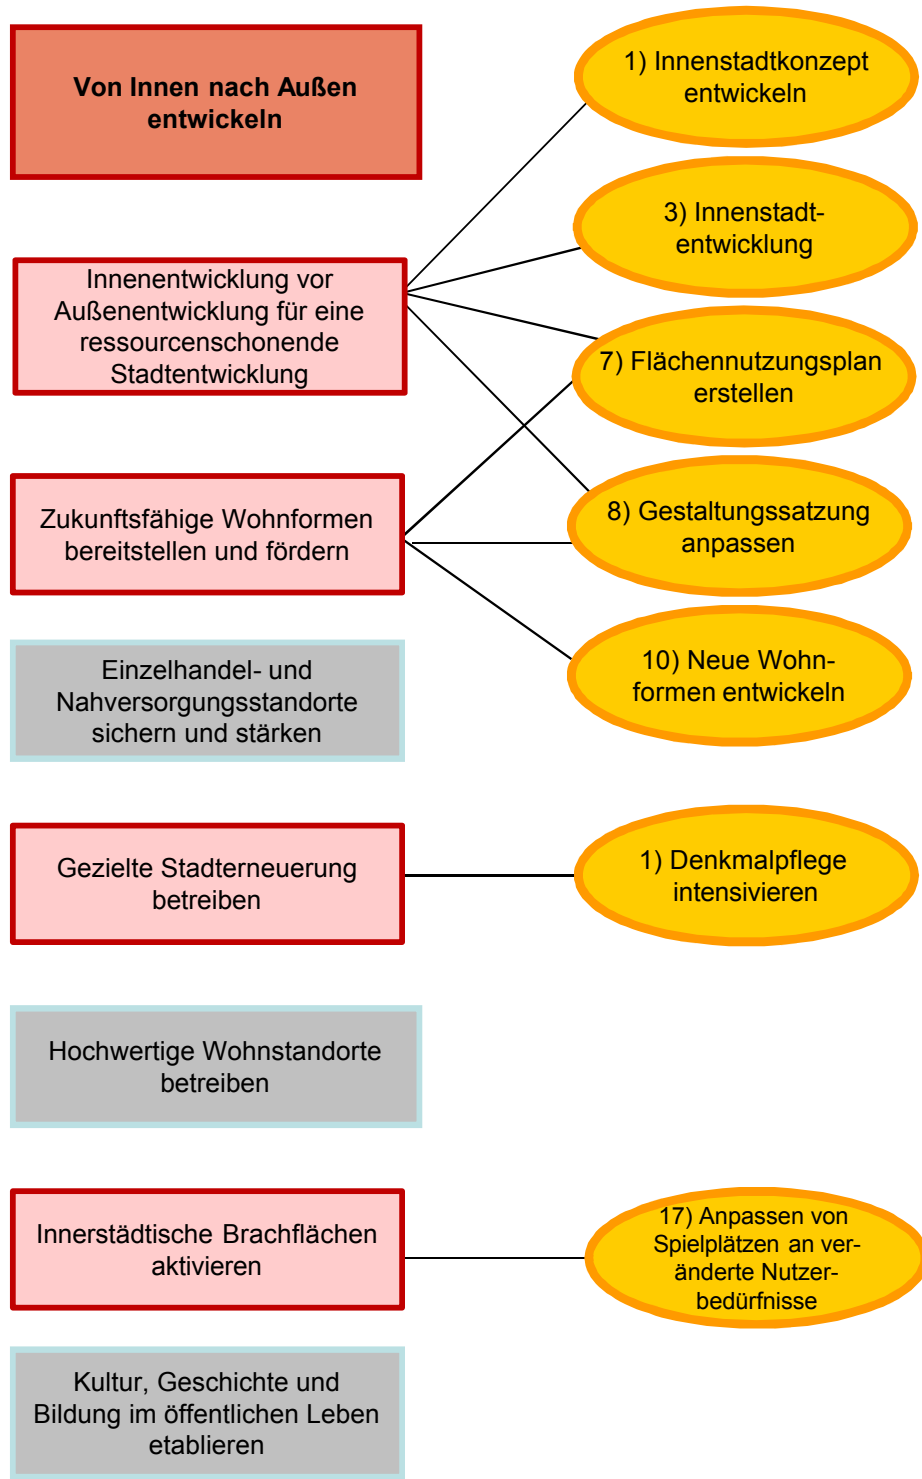 Von Innen nach Außen
entwickeln
1) Innenstadtkonzept
entwickeln
3) Innenstadt-
entwicklung
Innenentwicklung vor
Außenentwicklung für eine
ressourcenschonende
Stadtentwicklung
7) Flächennutzungsplan
erstellen
Zukunftsfähige Wohnformen
bereitstellen und fördern
8) Gestaltungssatzung
anpassen
Einzelhandel- und
Nahversorgungsstandorte
sichern und stärken
10) Neue Wohn-
formen entwickeln
Gezielte Stadterneuerung
betreiben
1) Denkmalpflege
intensivieren
Hochwertige Wohnstandorte
betreiben
Innerstädtische Brachflächen
aktivieren
17) Anpassen von
Spielplätzen an ver-
änderte Nutzer-
bedürfnisse
Kultur, Geschichte und
Bildung im öffentlichen Leben
etablieren